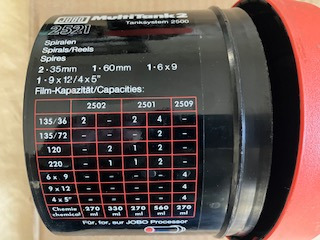 JOBO MultiTank 2
2521 Tanksystem 2500
Spiralen
Spirals/Reels
Spires
2 · 35mm 1 · 60mm 1 · 6 x 9
1 · 9 x 12/4 x 5"
Film-Kapazität/Capacities:
2502 2501 2509
135/36 2 – 2 4 –
135/72 – – – 2 –
120 – 2 1 2 –
220 – 1 1 2 –
6 x 9 – – – – 4
9 x 12 – – – – 4
4 x 5" – – – – 4
Chemie chemical 270 ml 330 ml 270 ml 560 ml 270 ml
Für, for, sur JOBO Processor